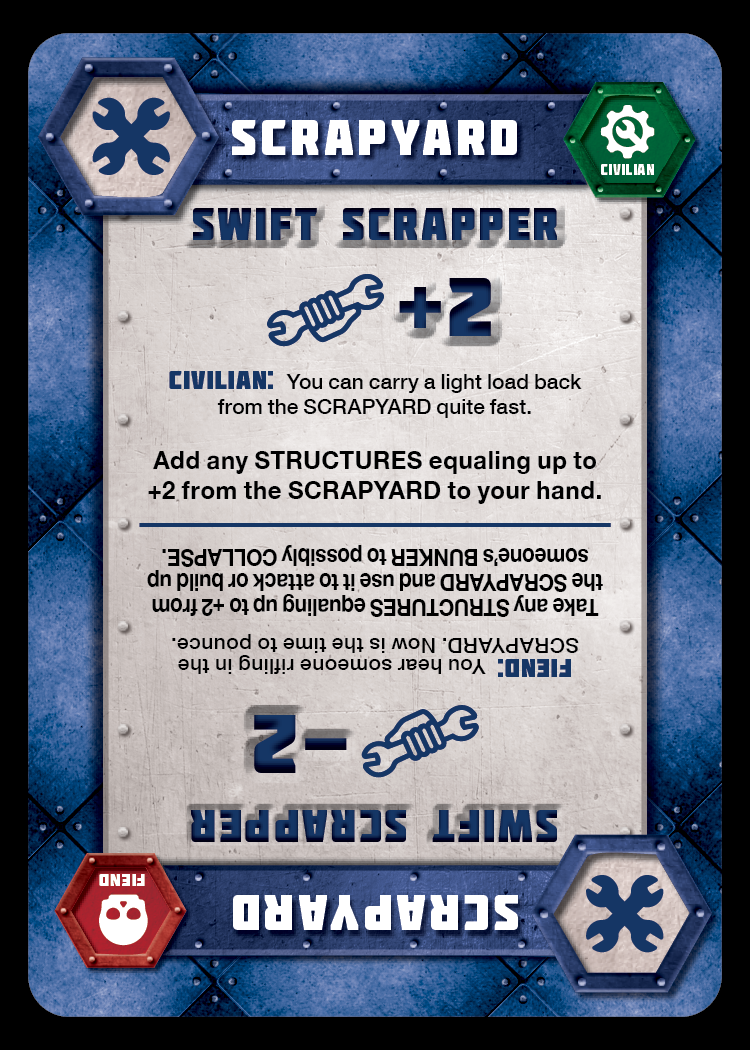 SCRAPYARD
CIVILIAN
SWIFT SCRAPPER
+2
CIVILIAN: You can carry a light load back
from the SCRAPYARD quite fast.
Add any STRUCTURES equaling up to
+2 from the SCRAPYARD to your hand.
SCRAPYARD
FIEND
SWIFT SCRAPPER
-2
FIEND: You hear someone rifling in the
SCRAPYARD. Now is the time to pounce.
Take any STRUCTURES equaling up to +2 from
the SCRAPYARD and use it to attack or build up
someone's BUNKER to possibly COLLAPSE.